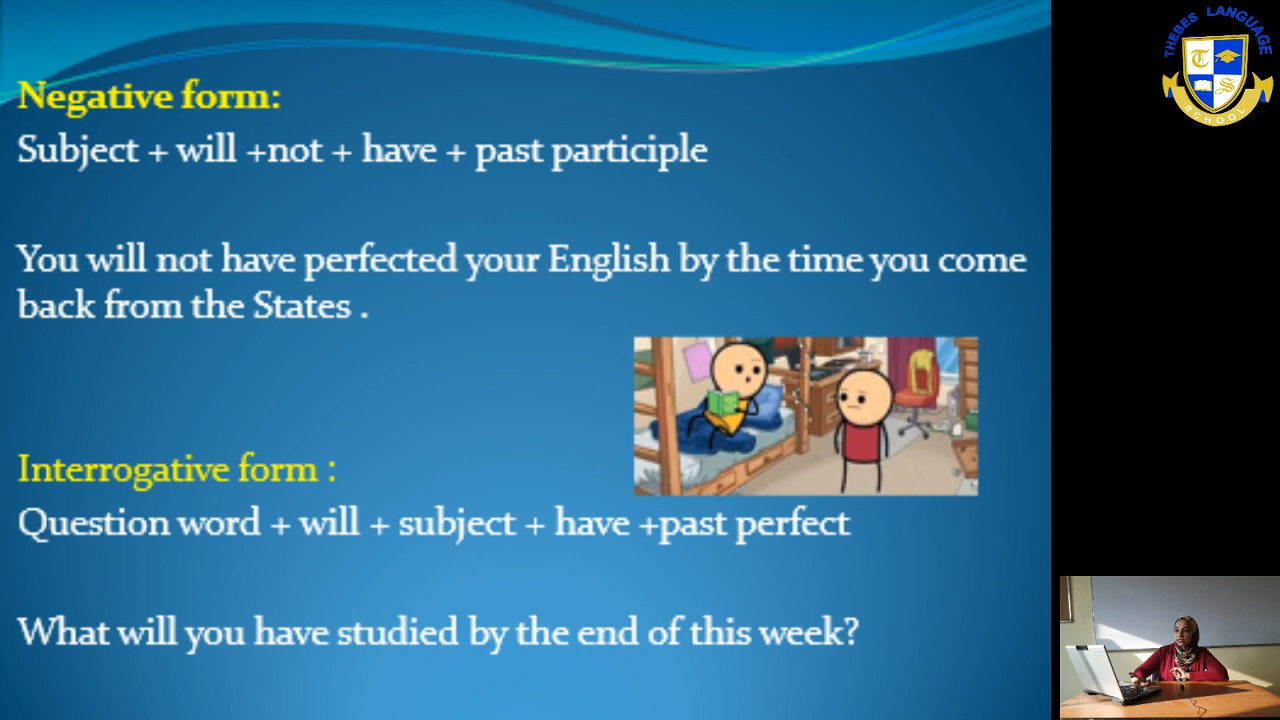 THEBES LANGUAGE
SCHOOL
T
S
Negative form:
Subject + will +not + have + past participle
You will not have perfected your English by the time you come
back from the States .
Interrogative form :
Question word + will + subject + have +past perfect
What will you have studied by the end of this week?